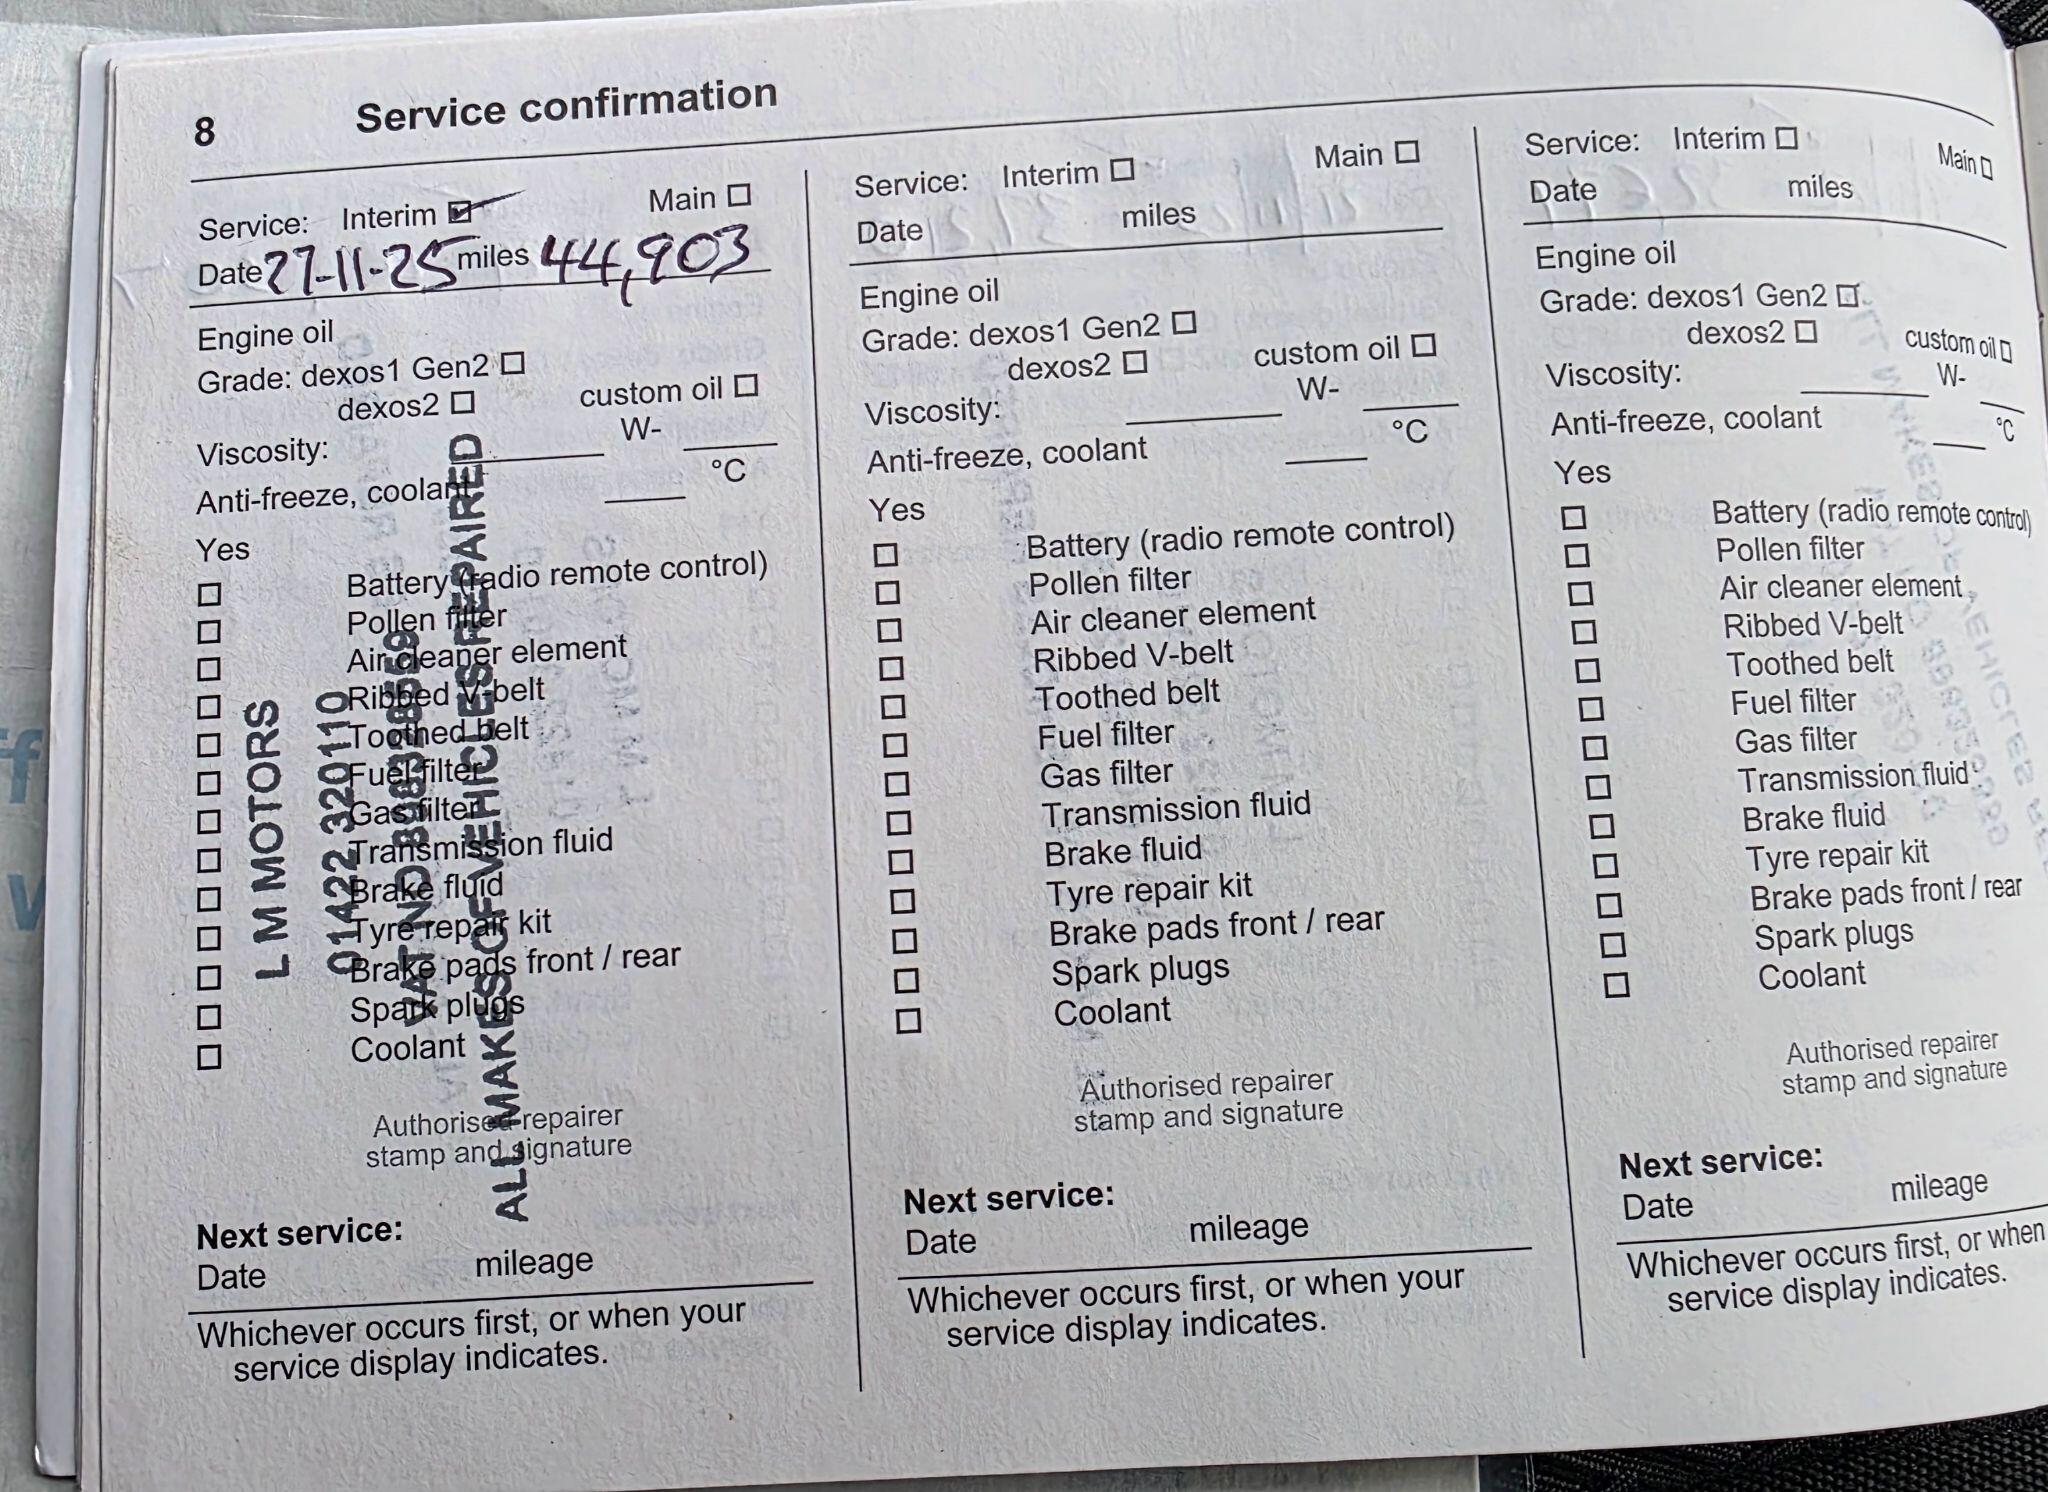 8 Service confirmation
Service: Interim ☑ Main ☐
Date 27-11-25 miles 44,903
Engine oil
Grade: dexos1 Gen2 ☐
dexos2 ☐ custom oil ☐
Viscosity: W-
Anti-freeze, coolant °C
Yes
☐ Battery (radio remote control)
☐ Pollen filter
☐ Air cleaner element
☐ Ribbed V-belt
☐ Toothed belt
☐ Fuel filter
☐ Gas filter
☐ Transmission fluid
☐ Brake fluid
☐ Tyre repair kit
☐ Brake pads front / rear
☐ Spark plugs
☐ Coolant
L M MOTORS
01422 320110
VAT NO
ALL MAKES OF VEHICLES REPAIRED
Authorised repairer
stamp and signature
Next service:
Date mileage
Whichever occurs first, or when your
service display indicates.
Service: Interim ☐ Main ☐
Date miles
Engine oil
Grade: dexos1 Gen2 ☐
dexos2 ☐ custom oil ☐
Viscosity: W-
Anti-freeze, coolant °C
Yes
☐ Battery (radio remote control)
☐ Pollen filter
☐ Air cleaner element
☐ Ribbed V-belt
☐ Toothed belt
☐ Fuel filter
☐ Gas filter
☐ Transmission fluid
☐ Brake fluid
☐ Tyre repair kit
☐ Brake pads front / rear
☐ Spark plugs
☐ Coolant
Authorised repairer
stamp and signature
Next service:
Date mileage
Whichever occurs first, or when your
service display indicates.
Service: Interim ☐ Main ☐
Date miles
Engine oil
Grade: dexos1 Gen2 ☐
dexos2 ☐ custom oil ☐
Viscosity: W-
Anti-freeze, coolant °C
Yes
☐ Battery (radio remote control)
☐ Pollen filter
☐ Air cleaner element
☐ Ribbed V-belt
☐ Toothed belt
☐ Fuel filter
☐ Gas filter
☐ Transmission fluid
☐ Brake fluid
☐ Tyre repair kit
☐ Brake pads front / rear
☐ Spark plugs
☐ Coolant
Authorised repairer
stamp and signature
Next service:
Date mileage
Whichever occurs first, or when
service display indicates.